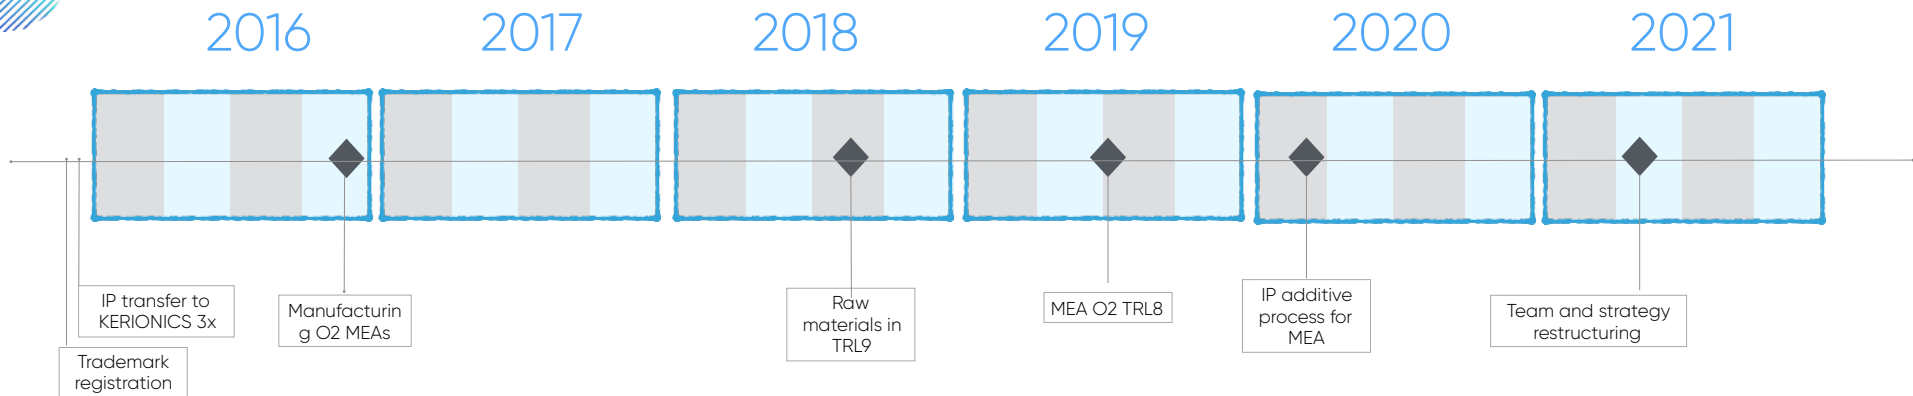 2016
2017
2018
2019
2020
2021
IP transfer to
KERIONICS 3x
Trademark
registration
Manufacturin
g O2 MEAs
Raw
materials in
TRL9
MEA O2 TRL8
IP additive
process for
MEA
Team and strategy
restructuring